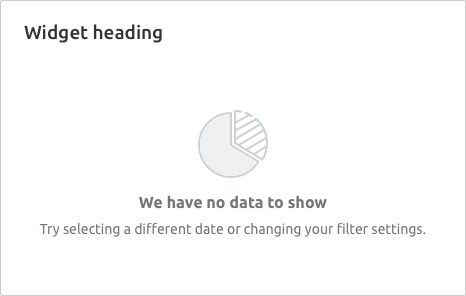 Widget heading
We have no data to show
Try selecting a different date or changing your filter settings.